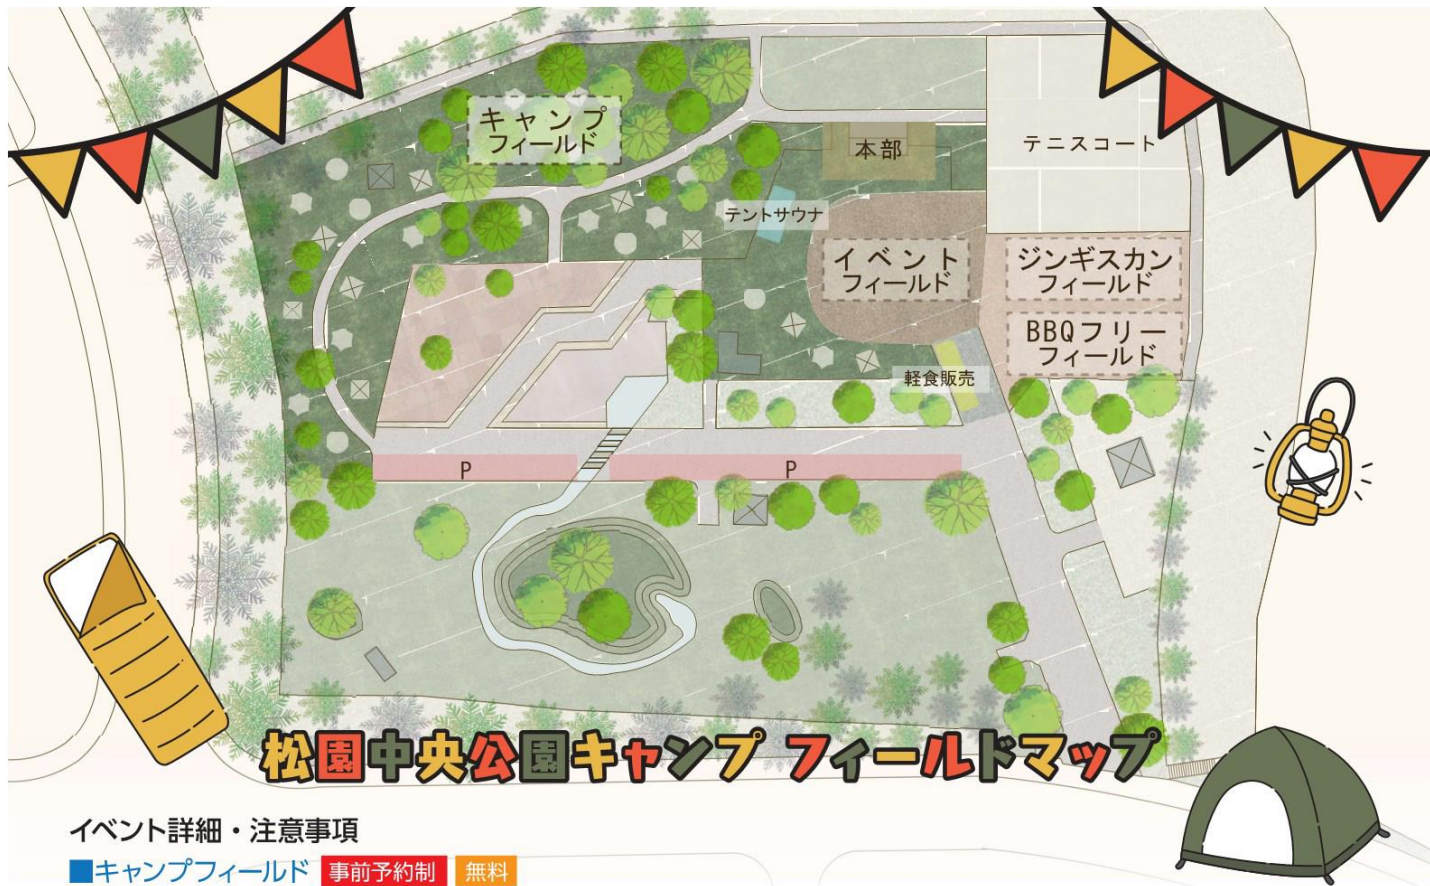 キャンプ
フィールド
本部
テニスコート
テントサウナ
イベント
フィールド
ジンギスカン
フィールド
BBQフリー
フィールド
軽食販売
P
P
松園中央公園キャンプ フィールドマップ
イベント詳細・注意事項
■キャンプフィールド 事前予約制 無料